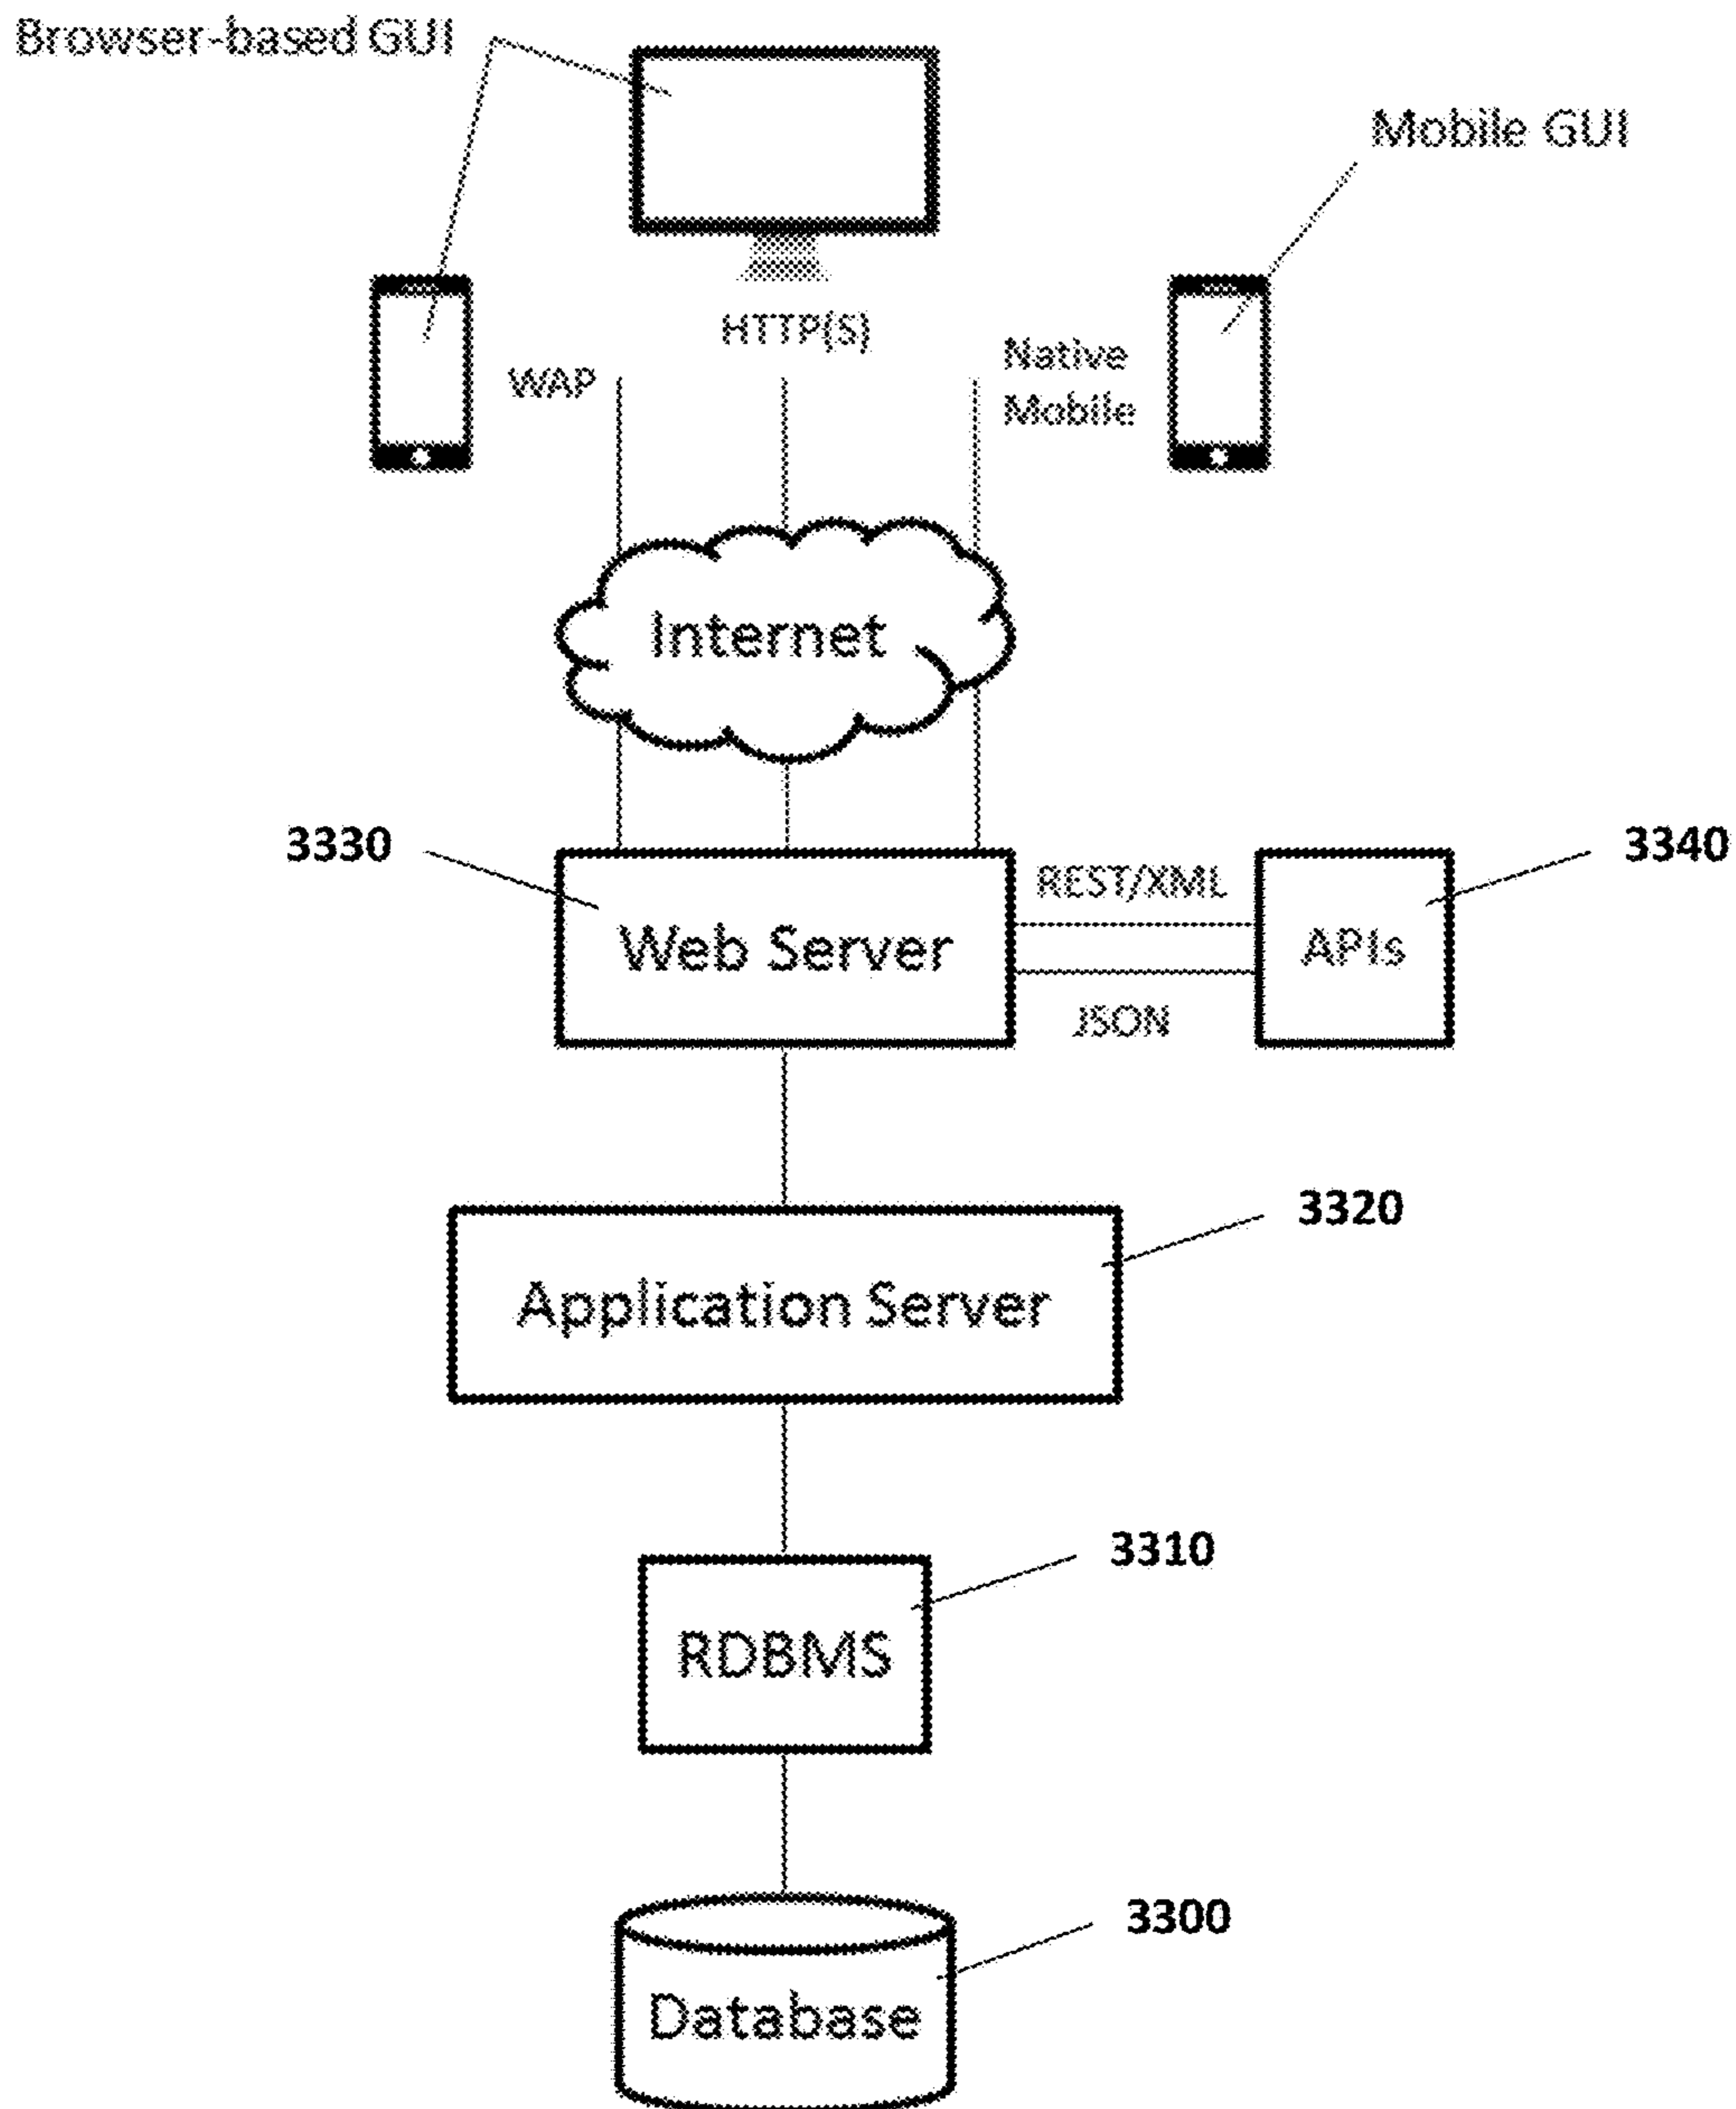 Browser-based GUI
Mobile GUI
HTTP(S)
WAP
Native
Mobile
Internet
3330
3340
REST/XML
Web Server
APIs
JSON
3320
Application Server
3310
RDBMS
3300
Database